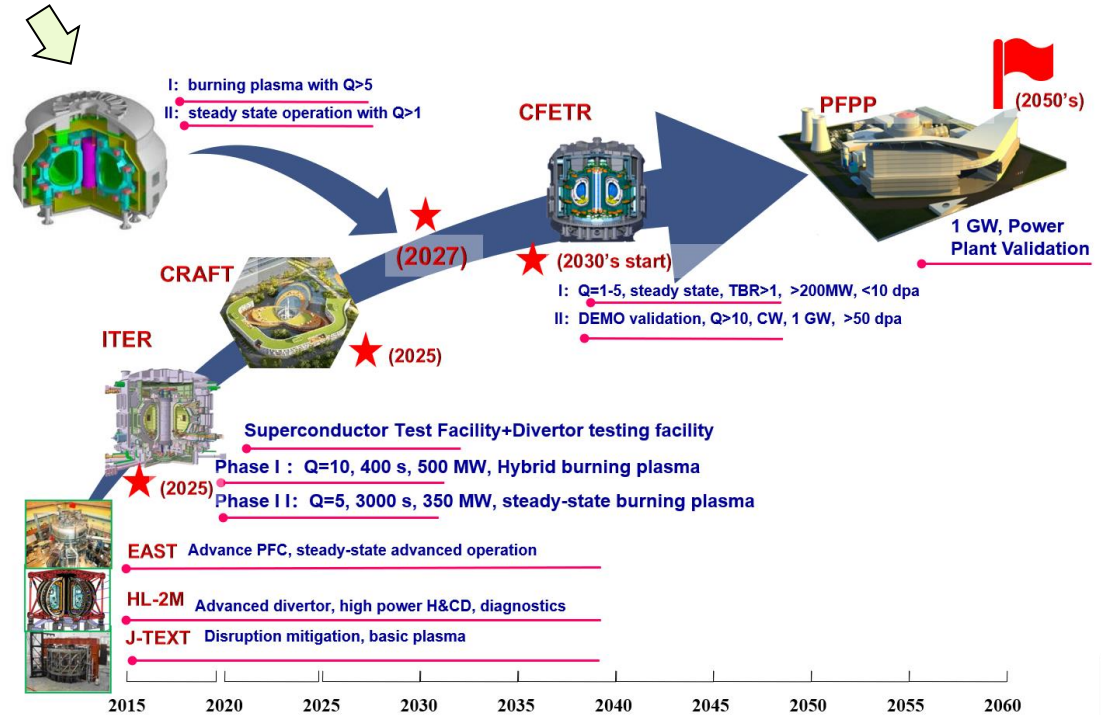 I: burning plasma with Q>5
II: steady state operation with Q>1
CFETR
PFPP
(2050's)
1 GW, Power
Plant Validation
(2027)
(2030's start)
I: Q=1-5, steady state, TBR>1, >200MW, <10 dpa
II: DEMO validation, Q>10, CW, 1 GW, >50 dpa
CRAFT
(2025)
ITER
(2025)
Superconductor Test Facility+Divertor testing facility
Phase I : Q=10, 400 s, 500 MW, Hybrid burning plasma
Phase I I: Q=5, 3000 s, 350 MW, steady-state burning plasma
EAST Advance PFC, steady-state advanced operation
HL-2M Advanced divertor, high power H&CD, diagnostics
J-TEXT Disruption mitigation, basic plasma
2015 2020 2025 2030 2035 2040 2045 2050 2055 2060